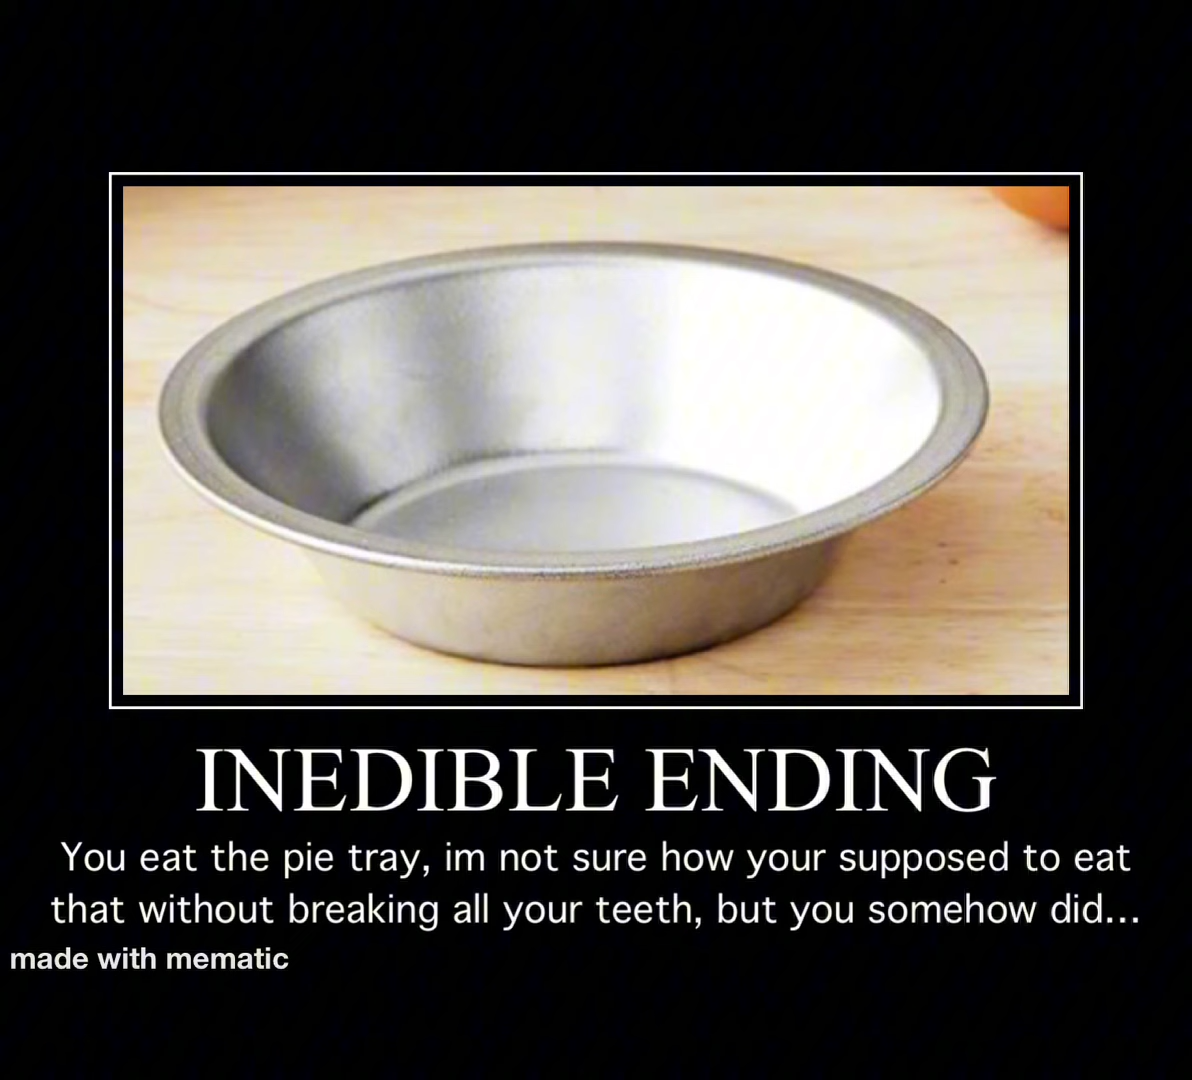 INEDIBLE ENDING
You eat the pie tray, im not sure how your supposed to eat
that without breaking all your teeth, but you somehow did...
made with mematic